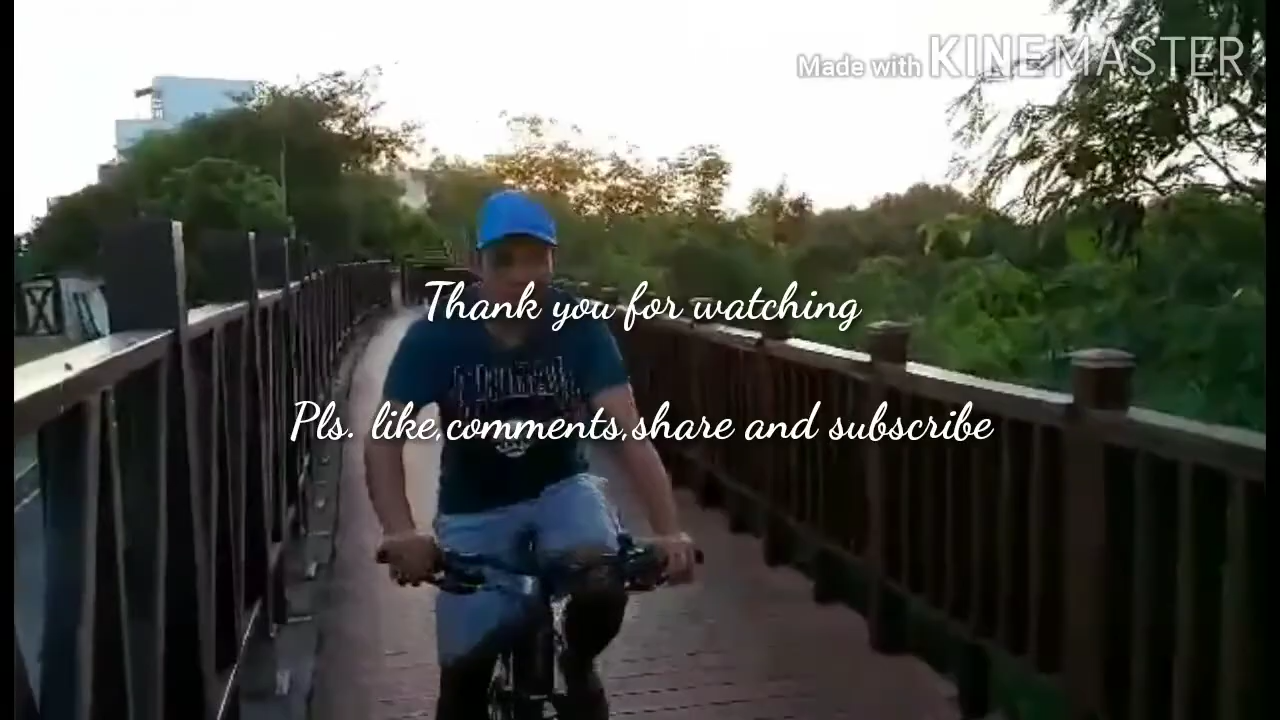 Made with KINEMASTER
Thank you for watching
Pls. like,comments,share and subscribe